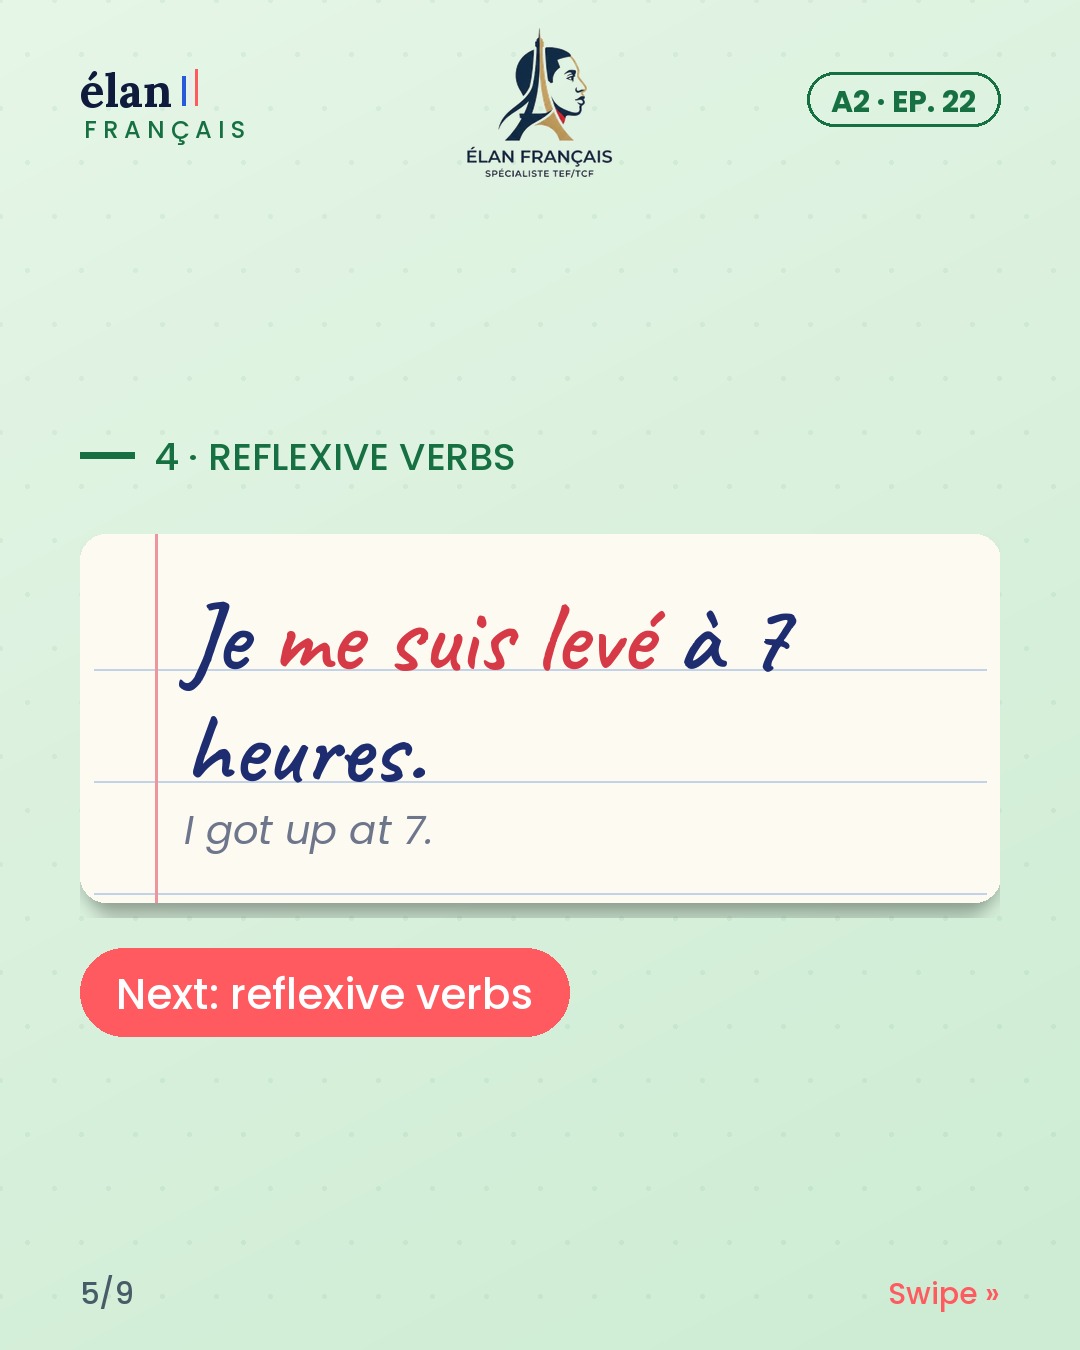 élan
FRANÇAIS
ÉLAN FRANÇAIS
SPÉCIALISTE TEF/TCF
A2 · EP. 22
4 · REFLEXIVE VERBS
Je me suis levé à 7
heures.
I got up at 7.
Next: reflexive verbs
5/9
Swipe »